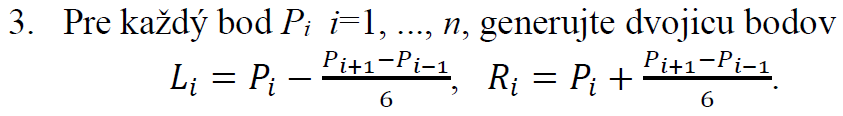 3. Pre každý bod Pᵢ i=1, ..., n, generujte dvojicu bodov
Lᵢ = Pᵢ − (Pᵢ₊₁−Pᵢ₋₁)/6, Rᵢ = Pᵢ + (Pᵢ₊₁−Pᵢ₋₁)/6.